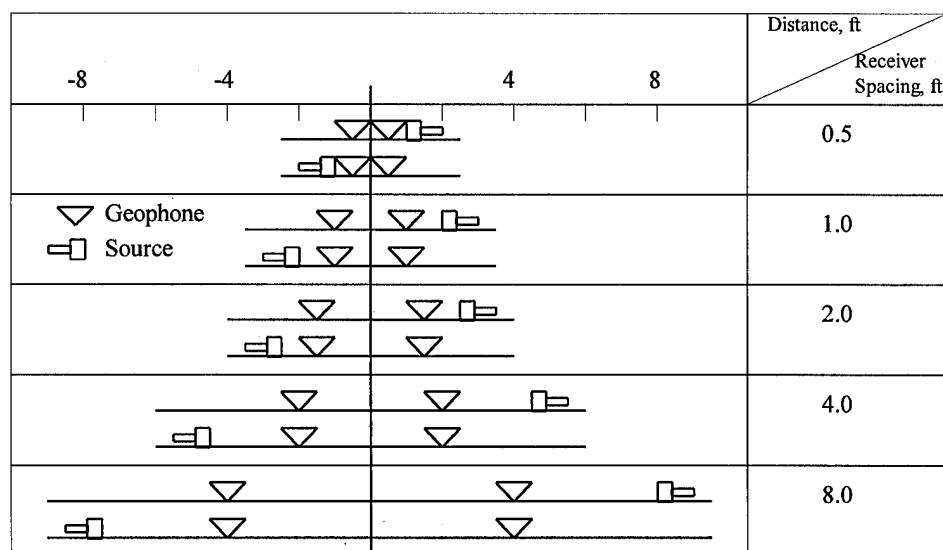 Distance, ft
Receiver
Spacing, ft
-8 -4 4 8
0.5
Geophone
Source
1.0
2.0
4.0
8.0